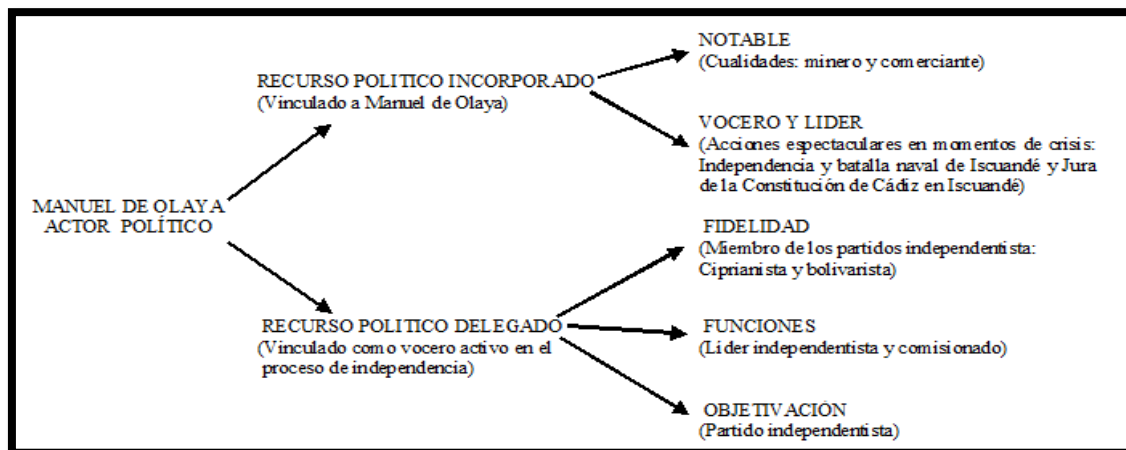 MANUEL DE OLAYA
ACTOR POLÍTICO
RECURSO POLITICO INCORPORADO
(Vinculado a Manuel de Olaya)
NOTABLE
(Cualidades: minero y comerciante)
VOCERO Y LIDER
(Acciones espectaculares en momentos de crisis:
Independencia y batalla naval de Iscuandé y Jura
de la Constitución de Cádiz en Iscuandé)
RECURSO POLITICO DELEGADO
(Vinculado como vocero activo en el
proceso de independencia)
FIDELIDAD
(Miembro de los partidos independentista:
Ciprianista y bolivarista)
FUNCIONES
(Lider independentista y comisionado)
OBJETIVACIÓN
(Partido independentista)